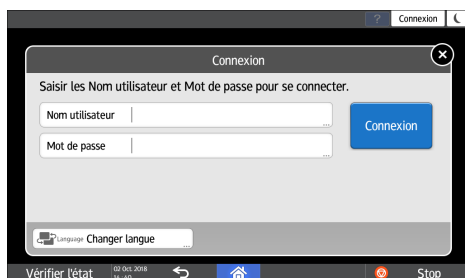 ? Connexion
Connexion
Saisir les Nom utilisateur et Mot de passe pour se connecter.
Nom utilisateur ...
Connexion
Mot de passe ...
Language Changer langue ...
Vérifier l'état 02 Oct. 2018 Stop